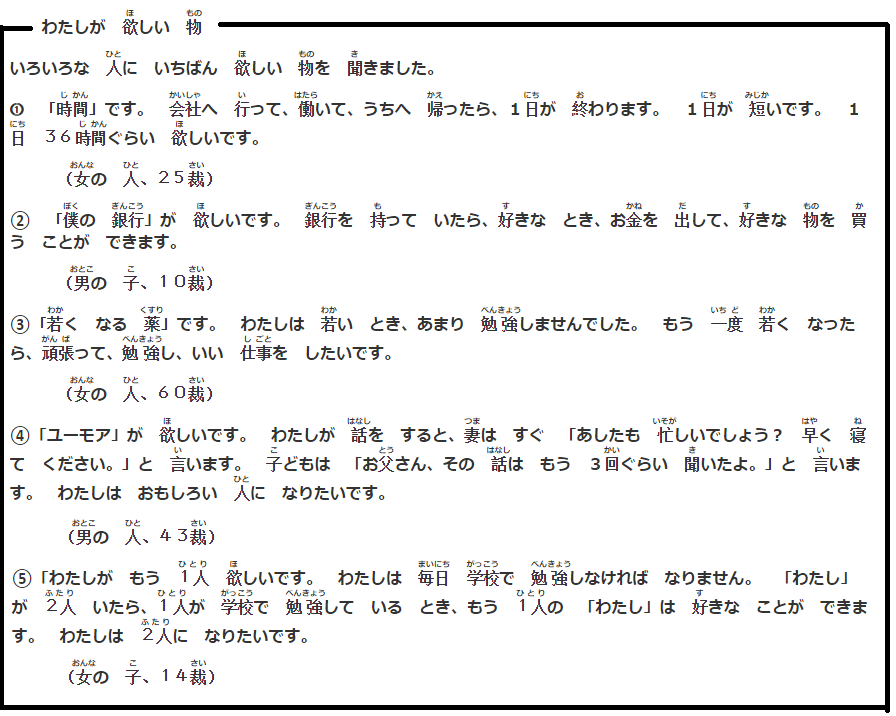 わたしが　欲しい　物
いろいろな　人に　いちばん　欲しい　物を　聞きました。
①　「時間」です。　会社へ　行って、働いて、うちへ　帰ったら、１日が　終わります。　１日が　短いです。　１
日　３６時間ぐらい　欲しいです。
（女の　人、２５裁）
②　「僕の　銀行」が　欲しいです。　銀行を　持って　いたら、好きな　とき、お金を　出して、好きな　物を　買
う　ことが　できます。
（男の　子、１０裁）
③「若く　なる　薬」です。　わたしは　若い　とき、あまり　勉強しませんでした。　もう　一度　若く　なった
ら、頑張って、勉強し、いい　仕事を　したいです。
（女の　人、６０裁）
④「ユーモア」が　欲しいです。　わたしが　話を　すると、妻は　すぐ　「あしたも　忙しいでしょう？　早く　寝
て　ください。」と　言います。　子どもは　「お父さん、その　話は　もう　３回ぐらい　聞いたよ。」と　言いま
す。　わたしは　おもしろい　人に　なりたいです。
（男の　人、４３裁）
⑤「わたしが　もう　１人　欲しいです。　わたしは　毎日　学校で　勉強しなければ　なりません。　「わたし」
が　２人　いたら、１人が　学校で　勉強して　いる　とき、もう　１人の　「わたし」は　好きな　ことが　できま
す。　わたしは　２人に　なりたいです。
（女の　子、１４裁）